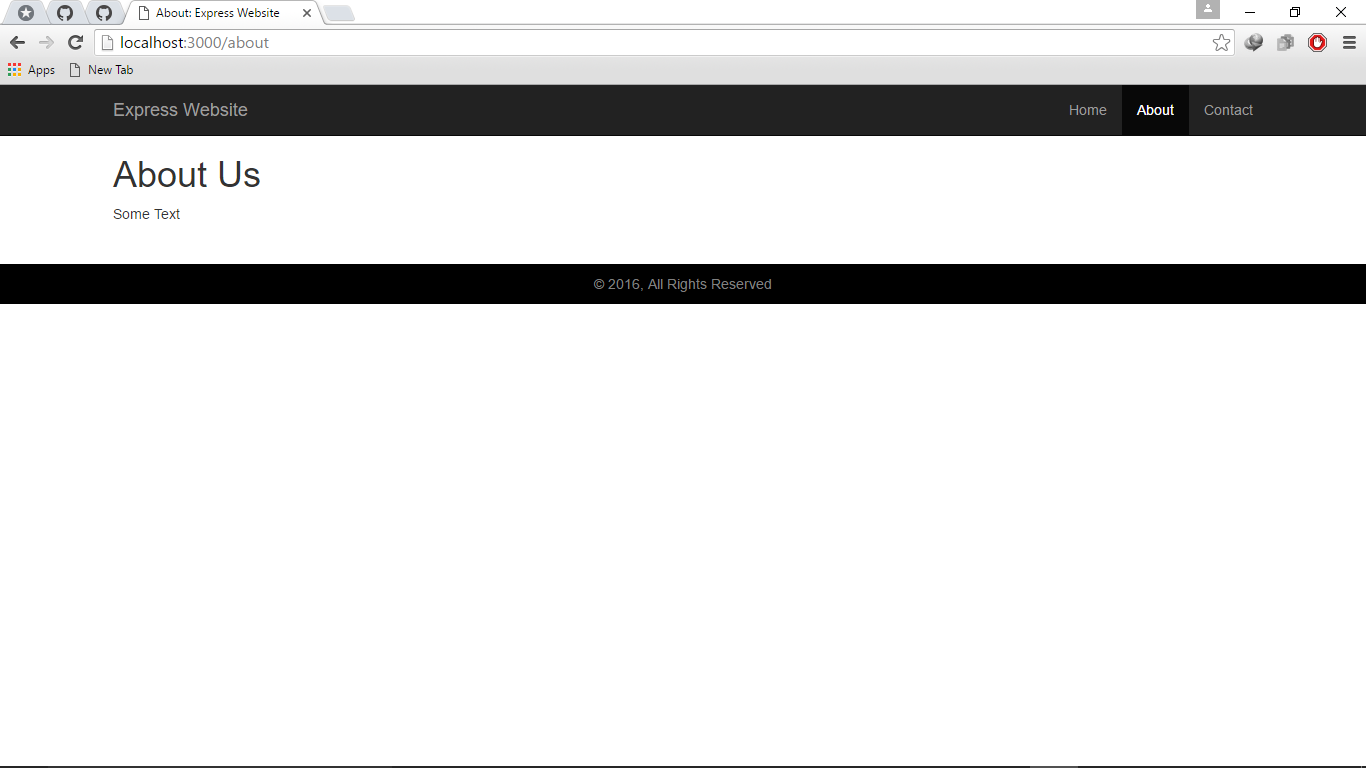 About: Express Website
localhost:3000/about
Apps New Tab
Express Website Home About Contact
About Us
Some Text
© 2016, All Rights Reserved